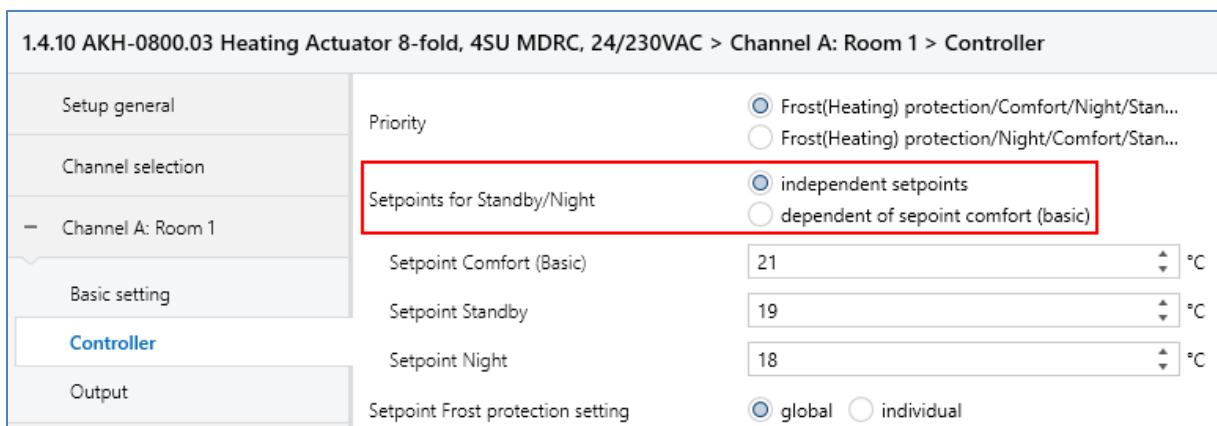 1.4.10 AKH-0800.03 Heating Actuator 8-fold, 4SU MDRC, 24/230VAC > Channel A: Room 1 > Controller
Setup general
Channel selection
− Channel A: Room 1
Basic setting
Controller
Output
Priority
Frost(Heating) protection/Comfort/Night/Stan...
Frost(Heating) protection/Night/Comfort/Stan...
Setpoints for Standby/Night
independent setpoints
dependent of sepoint comfort (basic)
Setpoint Comfort (Basic) 21 °C
Setpoint Standby 19 °C
Setpoint Night 18 °C
Setpoint Frost protection setting global individual